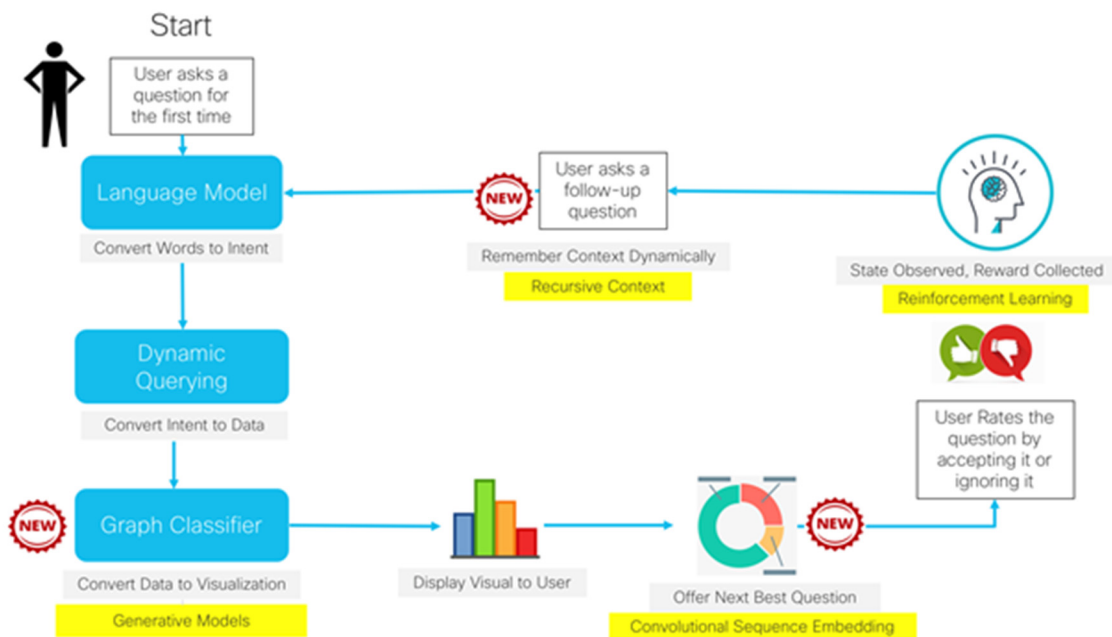 Start
User asks a
question for
the first time
Language Model
Convert Words to Intent
NEW
User asks a
follow-up
question
Remember Context Dynamically
Recursive Context
State Observed, Reward Collected
Reinforcement Learning
Dynamic
Querying
Convert Intent to Data
User Rates the
question by
accepting it or
ignoring it
NEW
Graph Classifier
Convert Data to Visualization
Generative Models
Display Visual to User
NEW
Offer Next Best Question
Convolutional Sequence Embedding